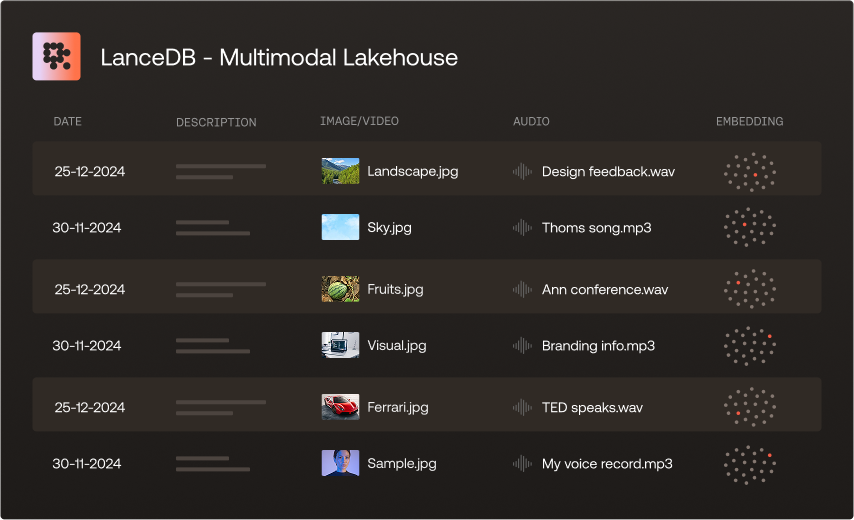 LanceDB - Multimodal Lakehouse
DATE DESCRIPTION IMAGE/VIDEO AUDIO EMBEDDING
25-12-2024 Landscape.jpg Design feedback.wav
30-11-2024 Sky.jpg Thoms song.mp3
25-12-2024 Fruits.jpg Ann conference.wav
30-11-2024 Visual.jpg Branding info.mp3
25-12-2024 Ferrari.jpg TED speaks.wav
30-11-2024 Sample.jpg My voice record.mp3